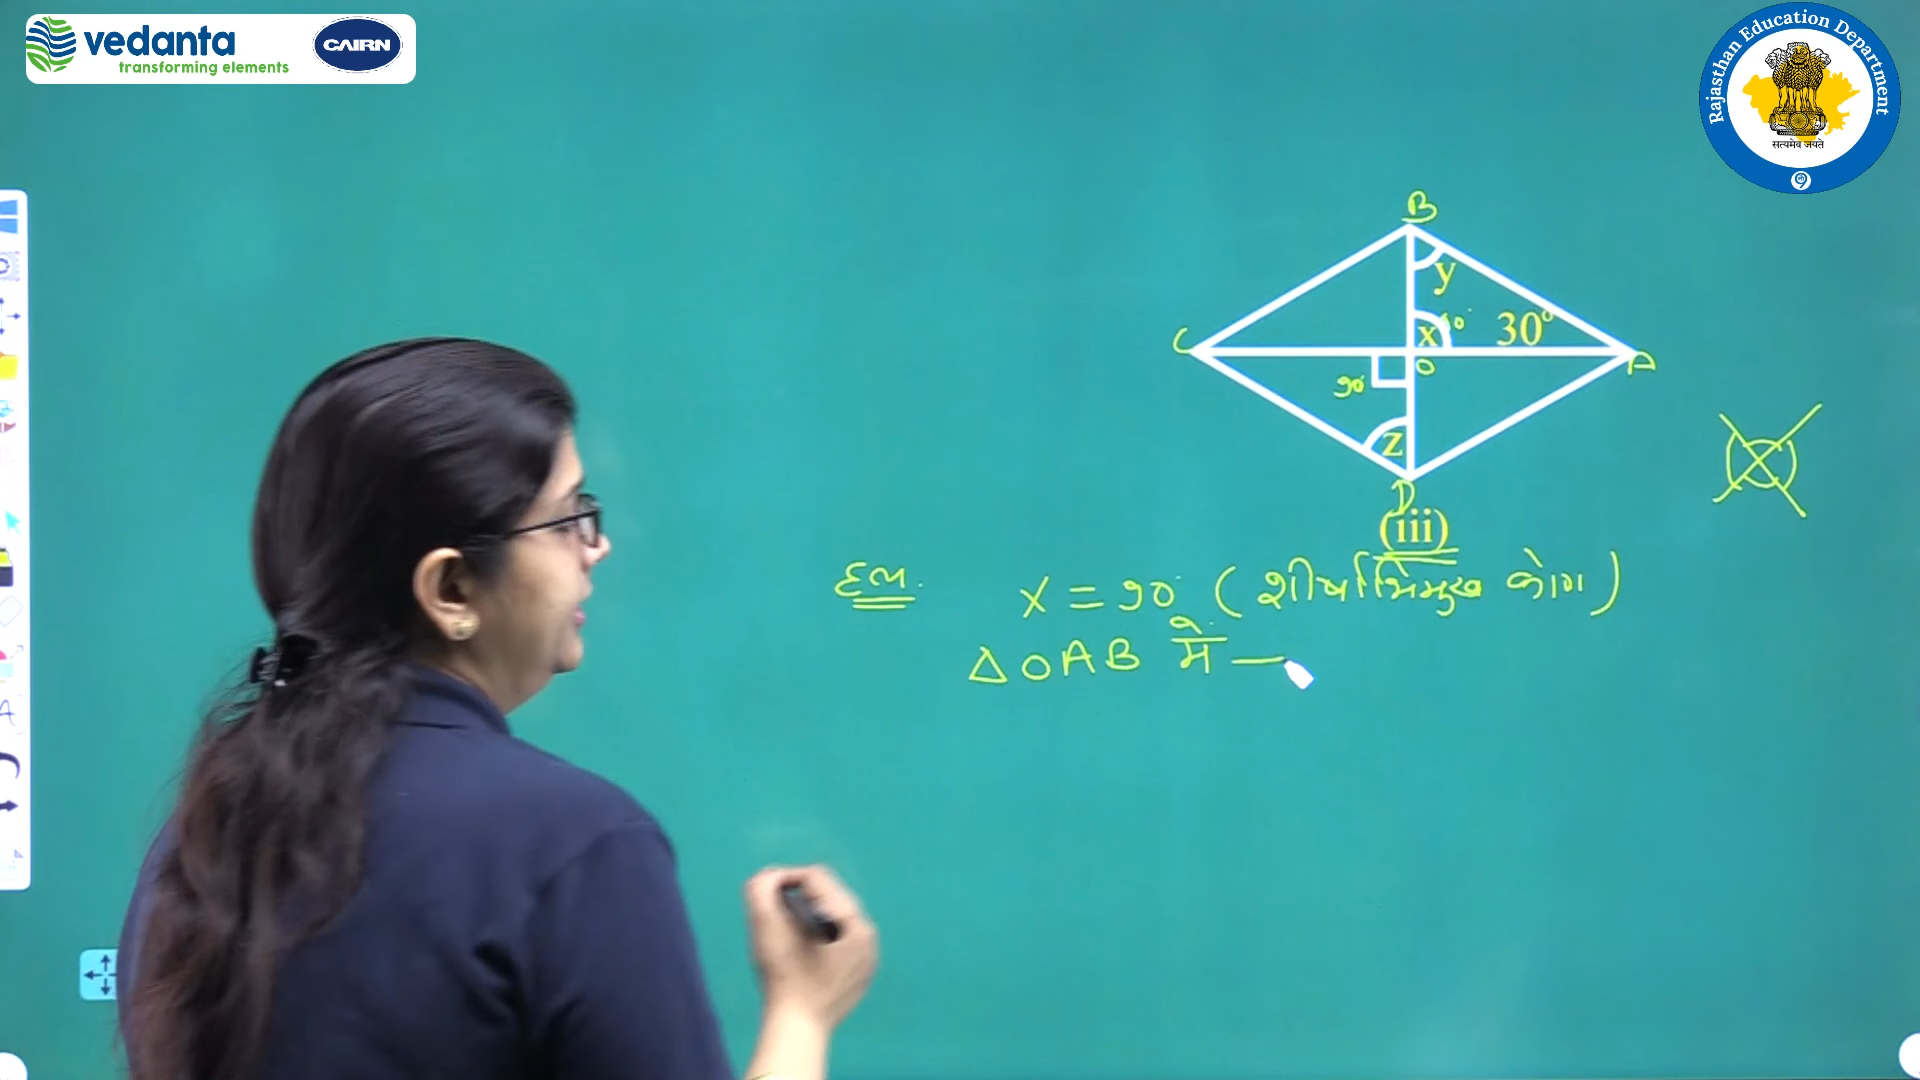 vedanta
transforming elements
CAIRN
Rajasthan Education Department
सत्यमेव जयते
B
y
C
x 90° 30°
O
A
90°
z
D
(iii)
हल. x = 90° (शीर्षाभिमुख कोण)
△OAB में —